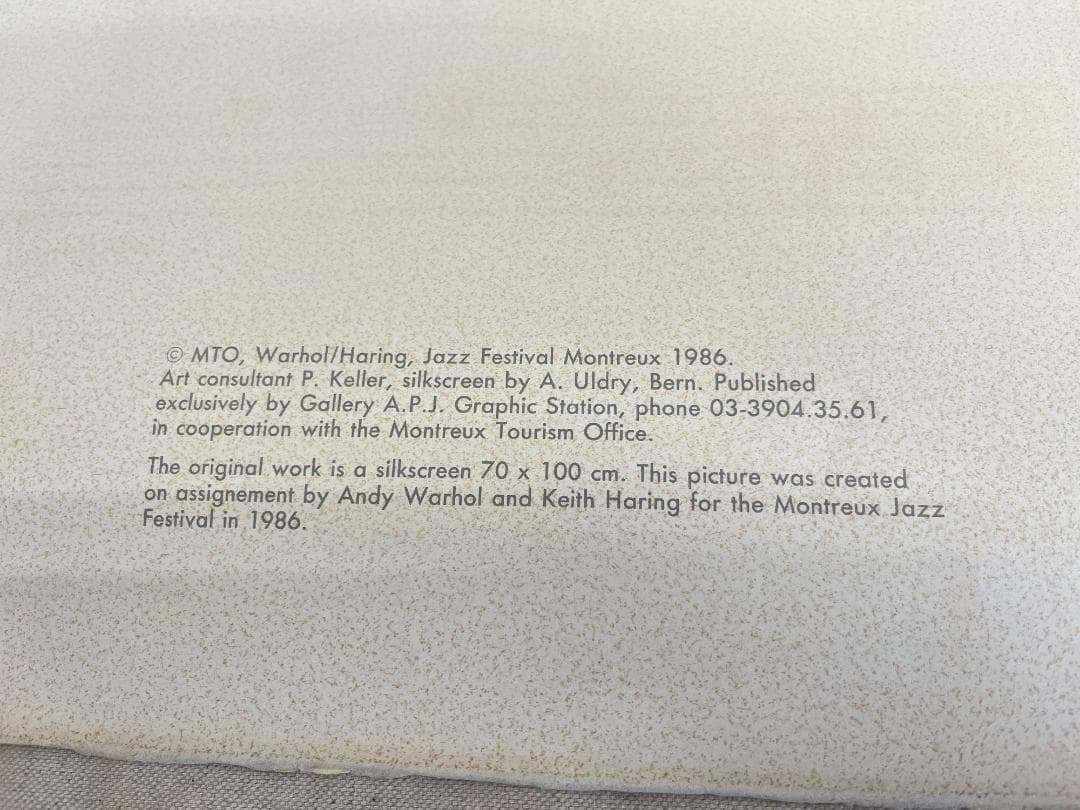 © MTO, Warhol/Haring, Jazz Festival Montreux 1986.
Art consultant P. Keller, silkscreen by A. Uldry, Bern. Published
exclusively by Gallery A.P.J. Graphic Station, phone 03-3904.35.61,
in cooperation with the Montreux Tourism Office.
The original work is a silkscreen 70 x 100 cm. This picture was created
on assignement by Andy Warhol and Keith Haring for the Montreux Jazz
Festival in 1986.